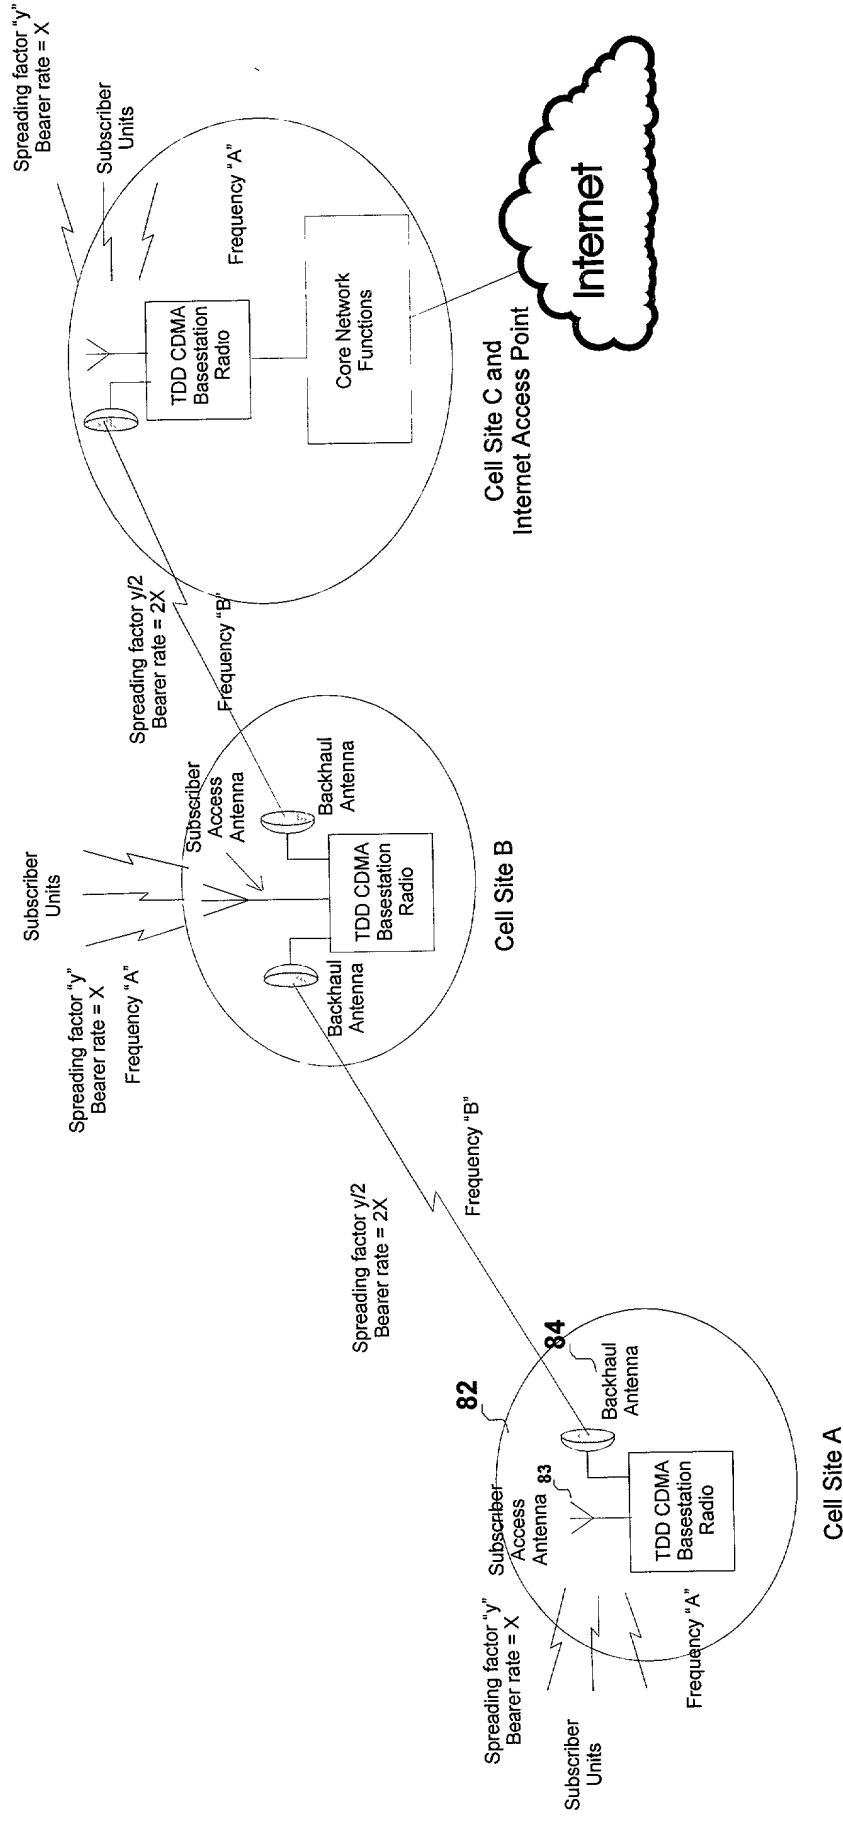 Spreading factor "y"
Bearer rate = X
Subscriber
Units
Frequency "A"
Subscriber
Access
Antenna
83
82
84
Backhaul
Antenna
TDD CDMA
Basestation
Radio
Cell Site A
Spreading factor y/2
Bearer rate = 2X
Frequency "B"
Subscriber
Units
Spreading factor "y"
Bearer rate = X
Frequency "A"
Subscriber
Access
Antenna
Backhaul
Antenna
Backhaul
Antenna
TDD CDMA
Basestation
Radio
Cell Site B
Spreading factor y/2
Bearer rate = 2X
Frequency "B"
Spreading factor "y"
Bearer rate = X
Subscriber
Units
Frequency "A"
TDD CDMA
Basestation
Radio
Core Network
Functions
Cell Site C and
Internet Access Point
Internet